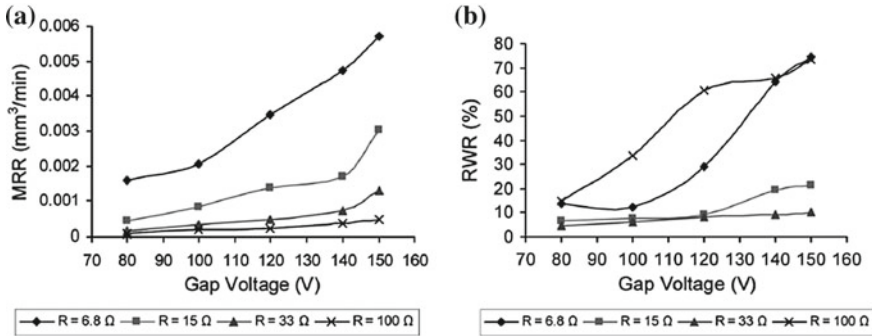 (a)
MRR (mm³/min)
0.006
0.005
0.004
0.003
0.002
0.001
0
70 80 90 100 110 120 130 140 150 160
Gap Voltage (V)
R = 6.8 Ω R = 15 Ω R = 33 Ω R = 100 Ω
(b)
RWR (%)
80
70
60
50
40
30
20
10
0
70 80 90 100 110 120 130 140 150 160
Gap Voltage (V)
R = 6.8 Ω R = 15 Ω R = 33 Ω R = 100 Ω